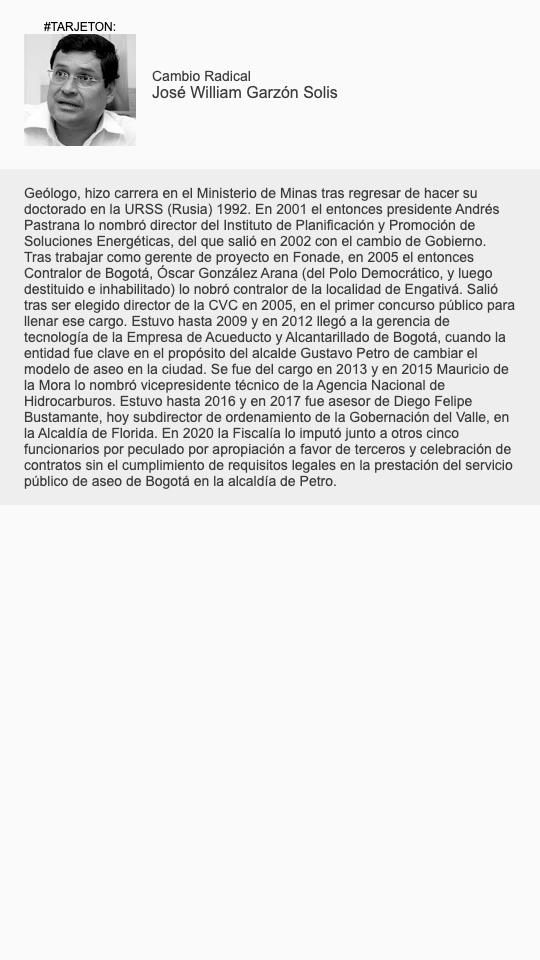 #TARJETON:
Cambio Radical
José William Garzón Solis
Geólogo, hizo carrera en el Ministerio de Minas tras regresar de hacer su
doctorado en la URSS (Rusia) 1992. En 2001 el entonces presidente Andrés
Pastrana lo nombró director del Instituto de Planificación y Promoción de
Soluciones Energéticas, del que salió en 2002 con el cambio de Gobierno.
Tras trabajar como gerente de proyecto en Fonade, en 2005 el entonces
Contralor de Bogotá, Óscar González Arana (del Polo Democrático, y luego
destituido e inhabilitado) lo nobró contralor de la localidad de Engativá. Salió
tras ser elegido director de la CVC en 2005, en el primer concurso público para
llenar ese cargo. Estuvo hasta 2009 y en 2012 llegó a la gerencia de
tecnología de la Empresa de Acueducto y Alcantarillado de Bogotá, cuando la
entidad fue clave en el propósito del alcalde Gustavo Petro de cambiar el
modelo de aseo en la ciudad. Se fue del cargo en 2013 y en 2015 Mauricio de
la Mora lo nombró vicepresidente técnico de la Agencia Nacional de
Hidrocarburos. Estuvo hasta 2016 y en 2017 fue asesor de Diego Felipe
Bustamante, hoy subdirector de ordenamiento de la Gobernación del Valle, en
la Alcaldía de Florida. En 2020 la Fiscalía lo imputó junto a otros cinco
funcionarios por peculado por apropiación a favor de terceros y celebración de
contratos sin el cumplimiento de requisitos legales en la prestación del servicio
público de aseo de Bogotá en la alcaldía de Petro.